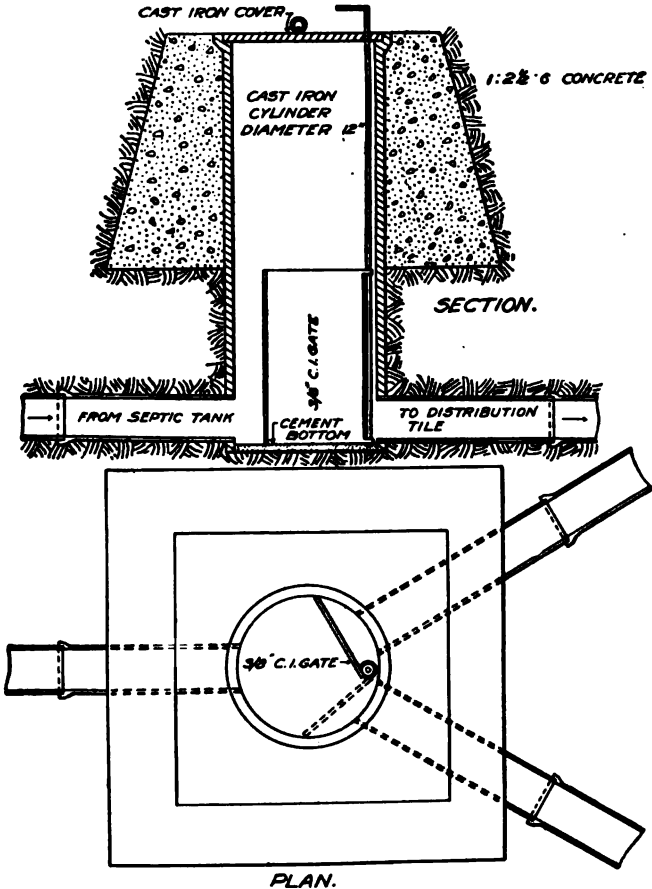 CAST IRON COVER
1:2½:6 CONCRETE
CAST IRON
CYLINDER
DIAMETER 12"
SECTION.
3/8" C.I. GATE
FROM SEPTIC TANK
CEMENT
BOTTOM
TO DISTRIBUTION
TILE
3/8" C.I. GATE
PLAN.